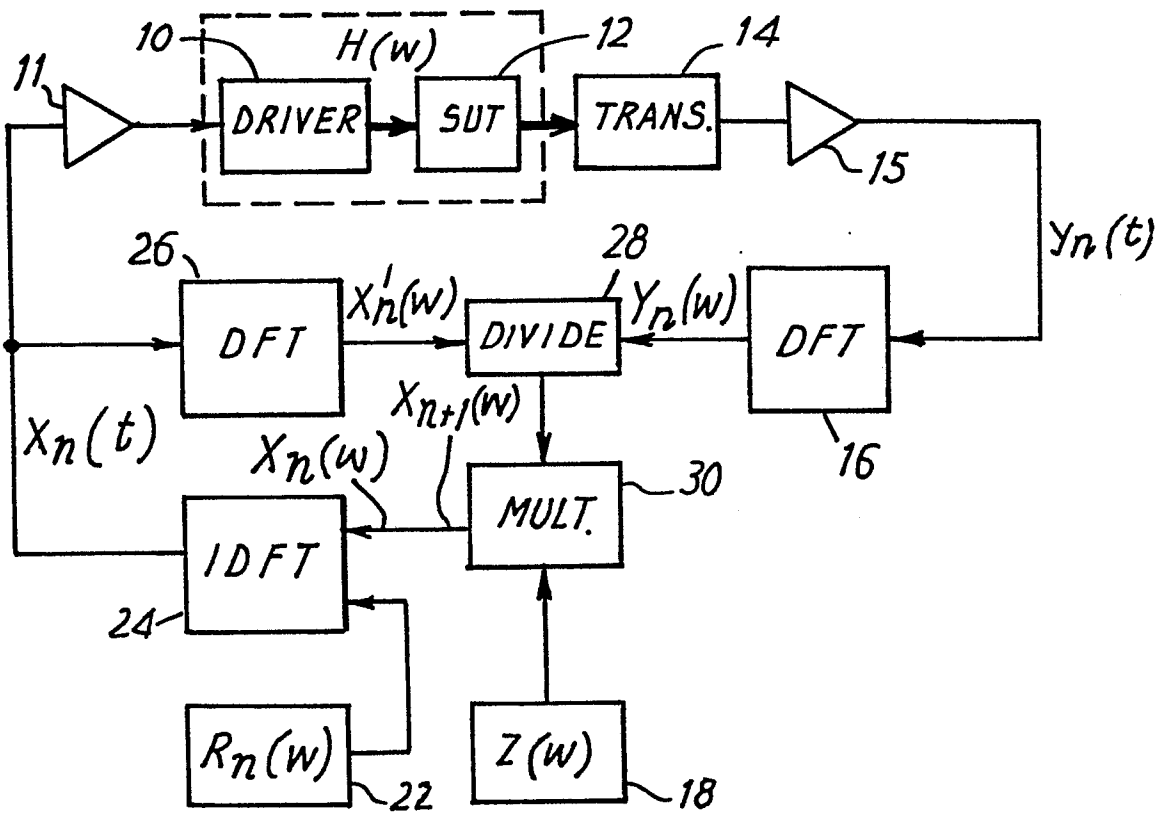 10
H(w)
12
14
11
DRIVER
SUT
TRANS.
15
yn(t)
26
28
X'n(w)
Yn(w)
DFT
DIVIDE
DFT
Xn+1(w)
Xn(t)
Xn(w)
16
30
MULT.
IDFT
24
Rn(w)
22
Z(w)
18